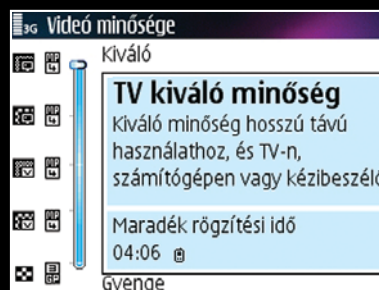 3G Videó minősége
Kiváló
TV kiváló minőség
Kiváló minőség hosszú távú
használathoz, és TV-n,
számítógépen vagy
Maradék rögzítési idő
04:06
Gyenge